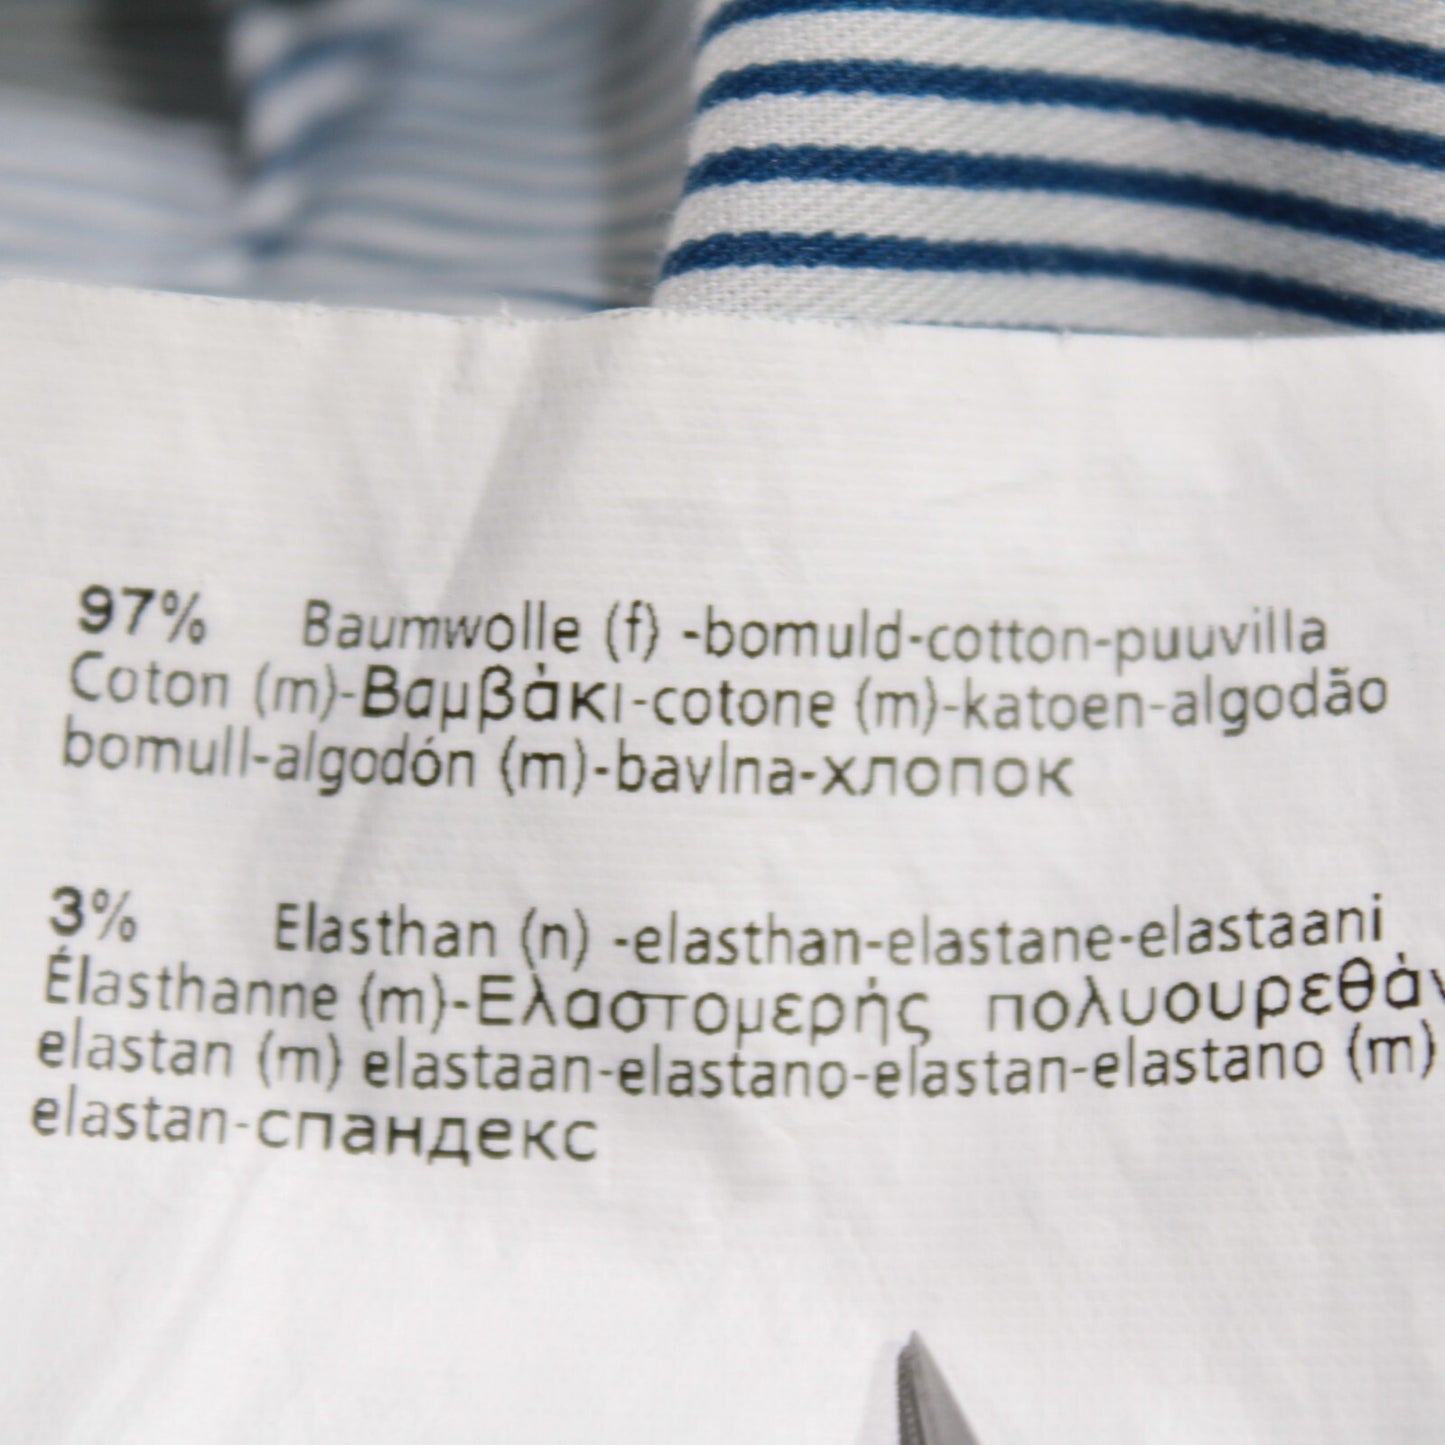 97% Baumwolle (f) -bomuld-cotton-puuvilla
Coton (m)-Βαμβάκι-cotone (m)-katoen-algodão
bomull-algodón (m)-bavlna-хлопок
3% Elasthan (n) -elasthan-elastane-elastaani
Élasthanne (m)-Ελαστομερής πολυουρεθάν
elastan (m) elastaan-elastano-elastan-elastano (m)
elastan-спандекс